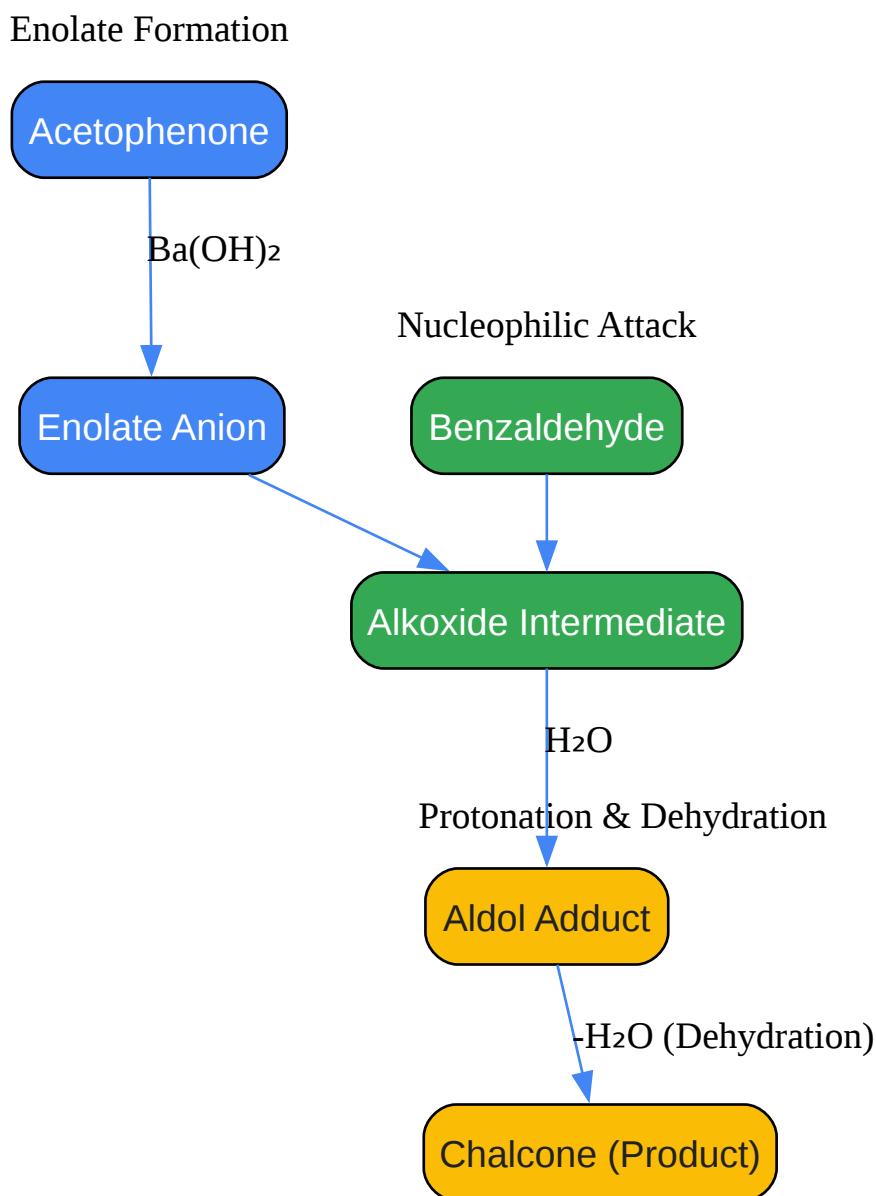 Enolate Formation
Acetophenone
Ba(OH)₂
Nucleophilic Attack
Enolate Anion
Benzaldehyde
Alkoxide Intermediate
H₂O
Protonation & Dehydration
Aldol Adduct
-H₂O (Dehydration)
Chalcone (Product)